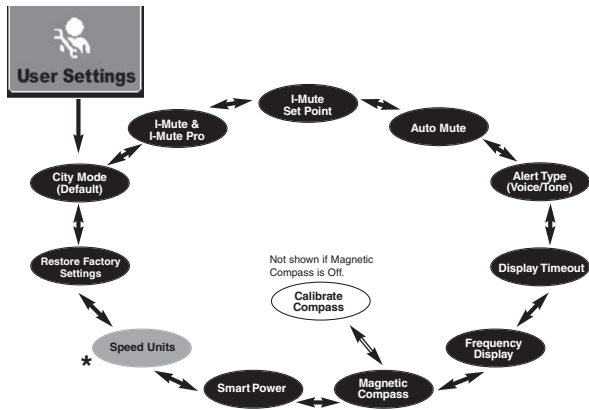 User Settings
I-Mute
Set Point
I-Mute &
I-Mute Pro
Auto Mute
City Mode
(Default)
Alert Type
(Voice/Tone)
Restore Factory
Settings
Not shown if Magnetic
Compass is Off.
Display Timeout
Calibrate
Compass
* Speed Units
Frequency
Display
Smart Power
Magnetic
Compass